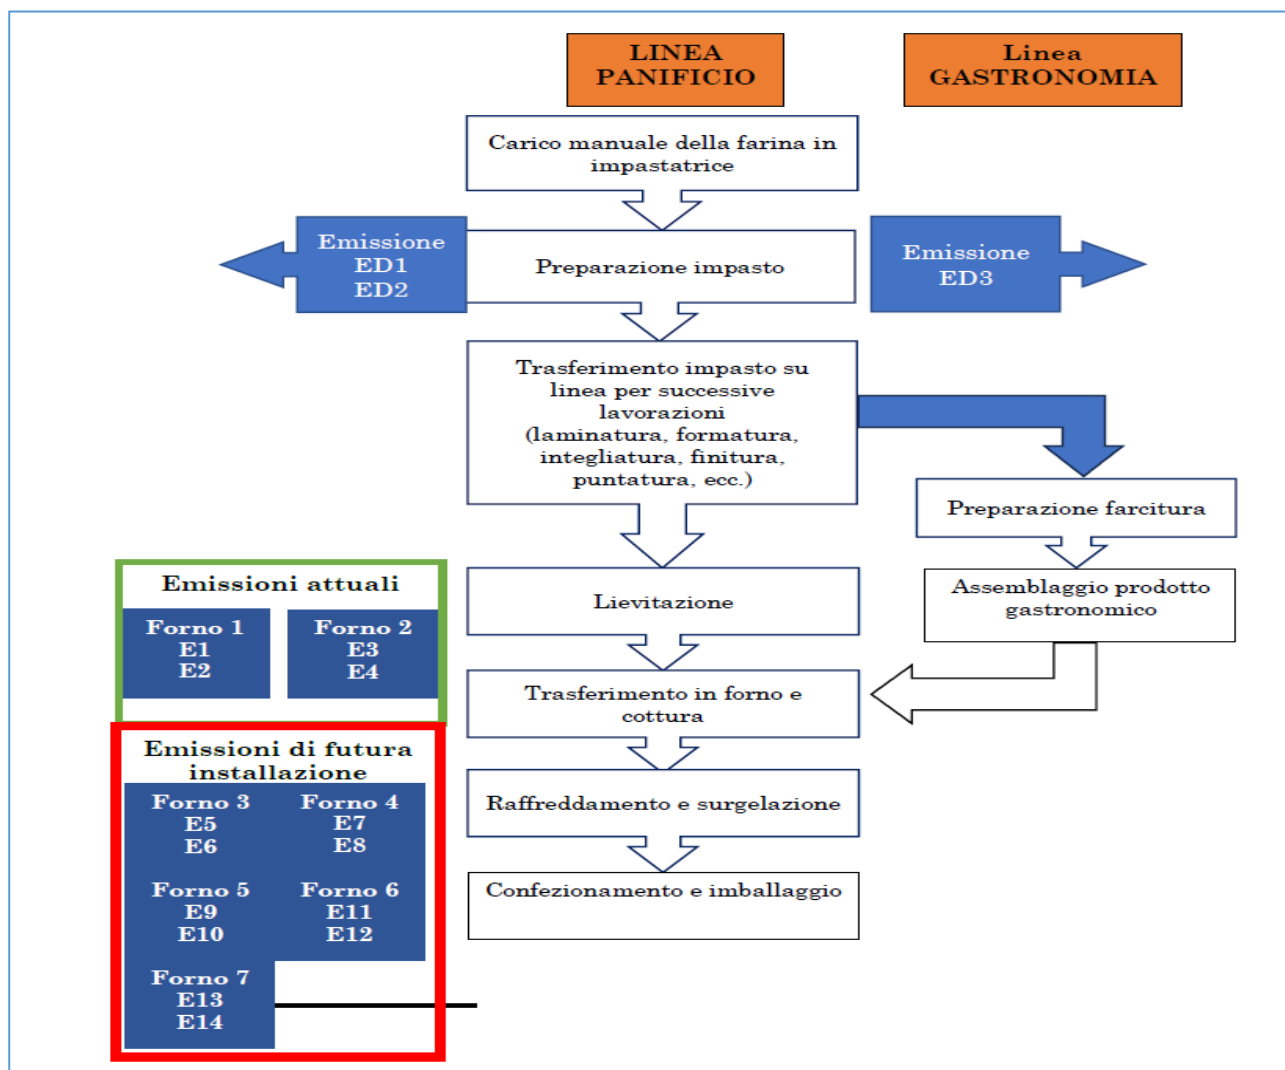 LINEA
PANIFICIO
Linea
GASTRONOMIA
Carico manuale della farina in
impastatrice
Emissione
ED1
ED2
Preparazione impasto
Emissione
ED3
Trasferimento impasto su
linea per successive
lavorazioni
(laminatura, formatura,
integliatura, finitura,
puntatura, ecc.)
Preparazione farcitura
Assemblaggio prodotto
gastronomico
Lievitazione
Emissioni attuali
Forno 1
E1
E2
Forno 2
E3
E4
Trasferimento in forno e
cottura
Emissioni di futura
installazione
Forno 3
E5
E6
Forno 4
E7
E8
Forno 5
E9
E10
Forno 6
E11
E12
Forno 7
E13
E14
Raffreddamento e surgelazione
Confezionamento e imballaggio